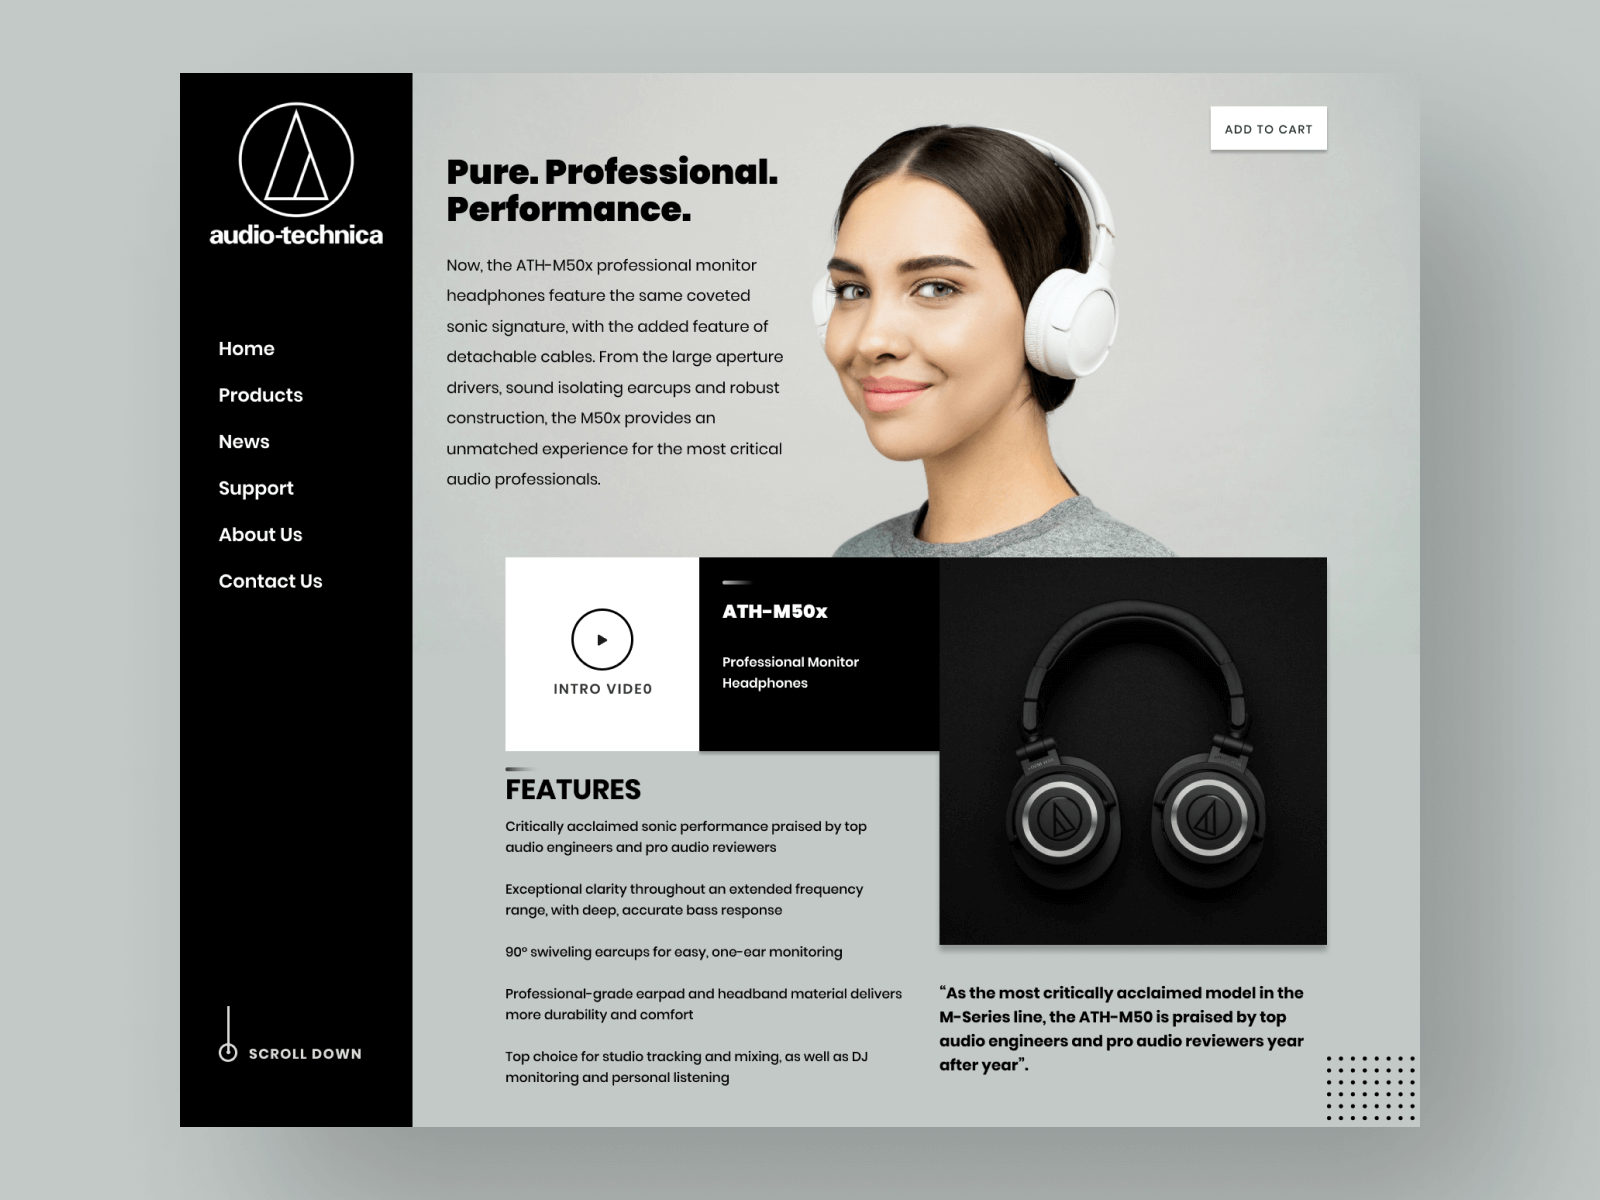 audio-technica
Home
Products
News
Support
About Us
Contact Us
SCROLL DOWN
ADD TO CART
Pure. Professional.
Performance.
Now, the ATH-M50x professional monitor
headphones feature the same coveted
sonic signature, with the added feature of
detachable cables. From the large aperture
drivers, sound isolating earcups and robust
construction, the M50x provides an
unmatched experience for the most critical
audio professionals.
INTRO VIDEO
ATH-M50x
Professional Monitor
Headphones
FEATURES
Critically acclaimed sonic performance praised by top
audio engineers and pro audio reviewers
Exceptional clarity throughout an extended frequency
range, with deep, accurate bass response
90° swiveling earcups for easy, one-ear monitoring
Professional-grade earpad and headband material delivers
more durability and comfort
Top choice for studio tracking and mixing, as well as DJ
monitoring and personal listening
“As the most critically acclaimed model in the
M-Series line, the ATH-M50 is praised by top
audio engineers and pro audio reviewers year
after year”.